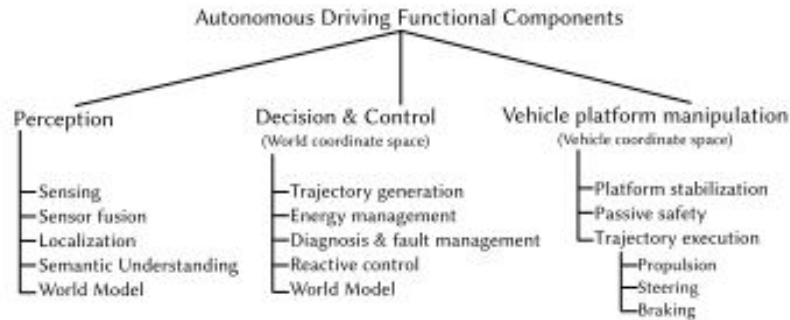 Autonomous Driving Functional Components
Perception
Sensing
Sensor fusion
Localization
Semantic Understanding
World Model
Decision & Control
(World coordinate space)
Trajectory generation
Energy management
Diagnosis & fault management
Reactive control
World Model
Vehicle platform manipulation
(Vehicle coordinate space)
Platform stabilization
Passive safety
Trajectory execution
Propulsion
Steering
Braking